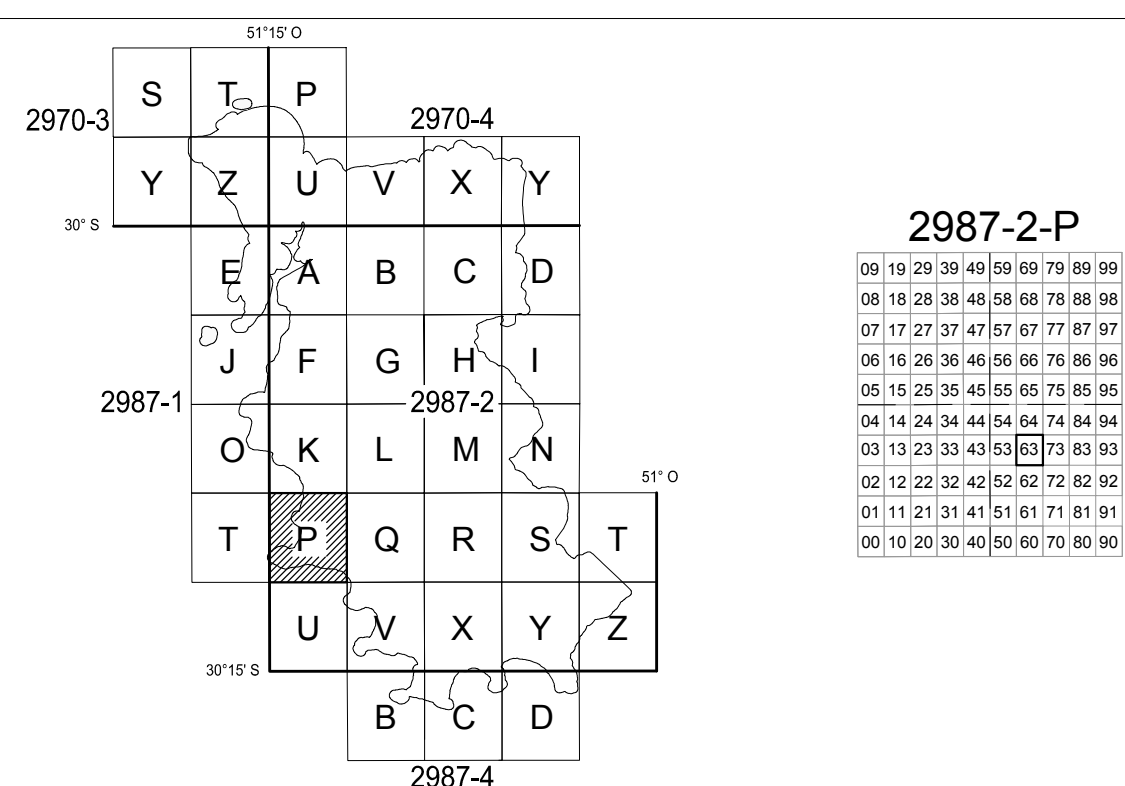 51°15' O
S T P
2970-3
2970-4
Y Z U V X Y
30° S
E A B C D
J F G H I
2987-1
2987-2
O K L M N
51° O
T P Q R S T
U V X Y Z
30°15' S
B C D
2987-4
2987-2-P
09 19 29 39 49 59 69 79 89 99
08 18 28 38 48 58 68 78 88 98
07 17 27 37 47 57 67 77 87 97
06 16 26 36 46 56 66 76 86 96
05 15 25 35 45 55 65 75 85 95
04 14 24 34 44 54 64 74 84 94
03 13 23 33 43 53 63 73 83 93
02 12 22 32 42 52 62 72 82 92
01 11 21 31 41 51 61 71 81 91
00 10 20 30 40 50 60 70 80 90